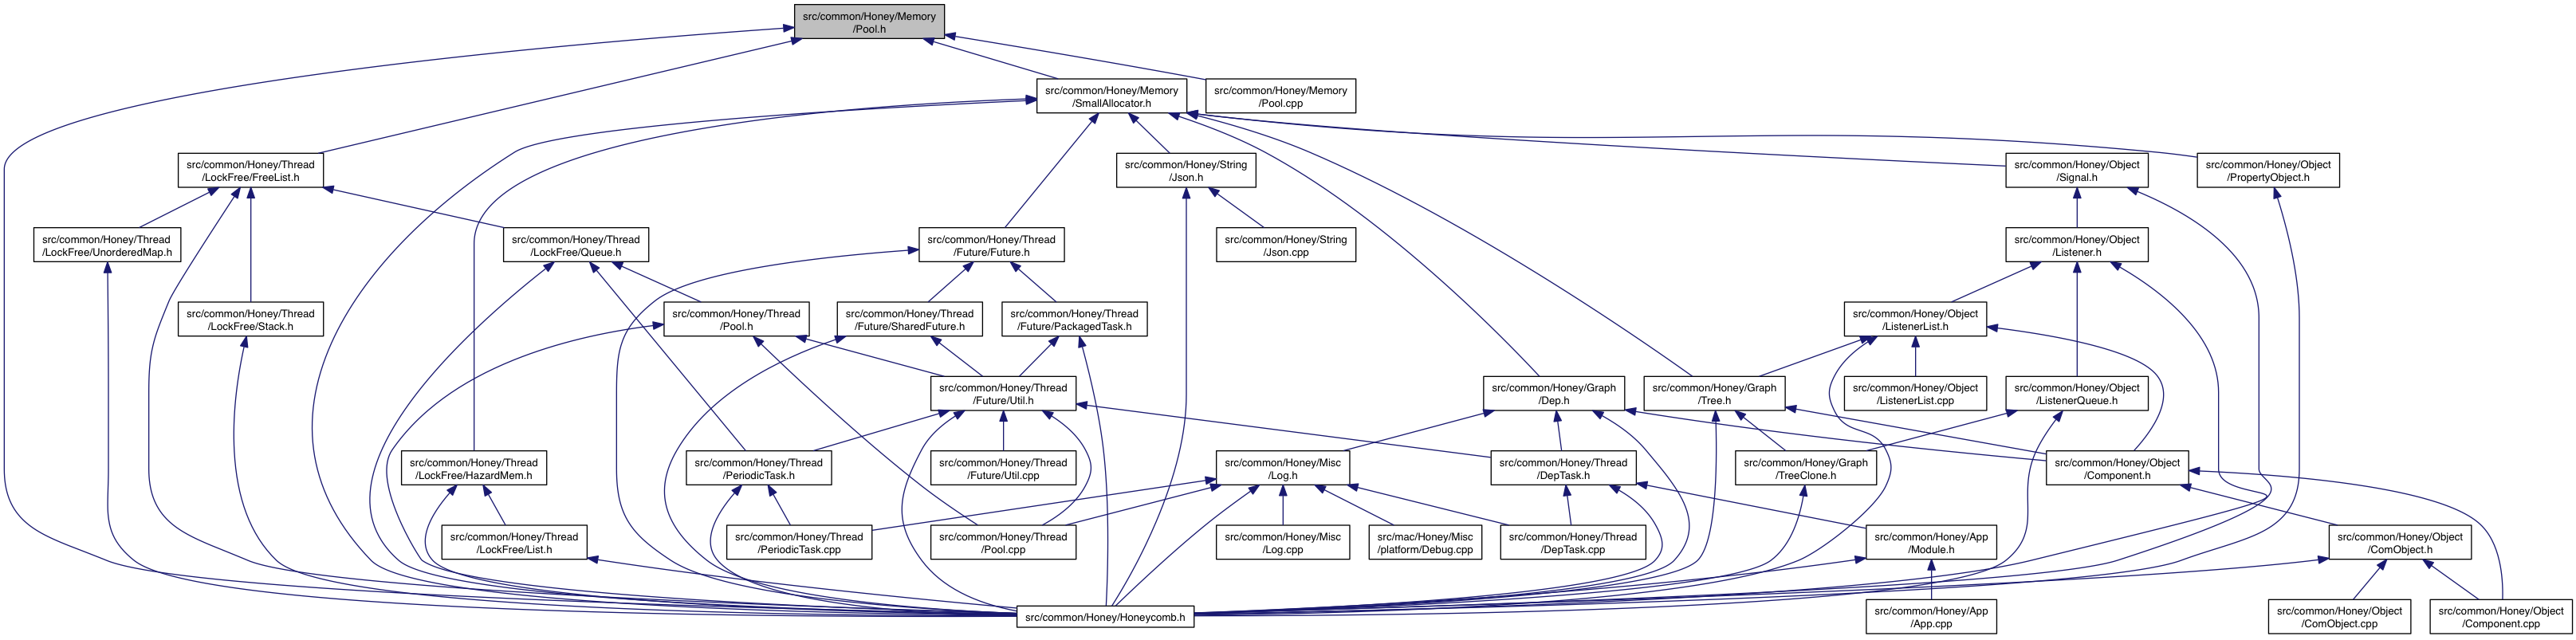 src/common/Honey/Memory
/Pool.h
src/common/Honey/Memory
/SmallAllocator.h
src/common/Honey/Memory
/Pool.cpp
src/common/Honey/Thread
/LockFree/FreeList.h
src/common/Honey/String
/Json.h
src/common/Honey/Object
/Signal.h
src/common/Honey/Object
/PropertyObject.h
src/common/Honey/Thread
/LockFree/UnorderedMap.h
src/common/Honey/Thread
/LockFree/Queue.h
src/common/Honey/Thread
/Future/Future.h
src/common/Honey/String
/Json.cpp
src/common/Honey/Object
/Listener.h
src/common/Honey/Thread
/LockFree/Stack.h
src/common/Honey/Thread
/Pool.h
src/common/Honey/Thread
/Future/SharedFuture.h
src/common/Honey/Thread
/Future/PackagedTask.h
src/common/Honey/Object
/ListenerList.h
src/common/Honey/Thread
/Future/Util.h
src/common/Honey/Graph
/Dep.h
src/common/Honey/Graph
/Tree.h
src/common/Honey/Object
/ListenerList.cpp
src/common/Honey/Object
/ListenerQueue.h
src/common/Honey/Thread
/LockFree/HazardMem.h
src/common/Honey/Thread
/PeriodicTask.h
src/common/Honey/Thread
/Future/Util.cpp
src/common/Honey/Misc
/Log.h
src/common/Honey/Thread
/DepTask.h
src/common/Honey/Graph
/TreeClone.h
src/common/Honey/Object
/Component.h
src/common/Honey/Thread
/LockFree/List.h
src/common/Honey/Thread
/PeriodicTask.cpp
src/common/Honey/Thread
/Pool.cpp
src/common/Honey/Misc
/Log.cpp
src/mac/Honey/Misc
/platform/Debug.cpp
src/common/Honey/Thread
/DepTask.cpp
src/common/Honey/App
/Module.h
src/common/Honey/Object
/ComObject.h
src/common/Honey/Honeycomb.h
src/common/Honey/App
/App.cpp
src/common/Honey/Object
/ComObject.cpp
src/common/Honey/Object
/Component.cpp